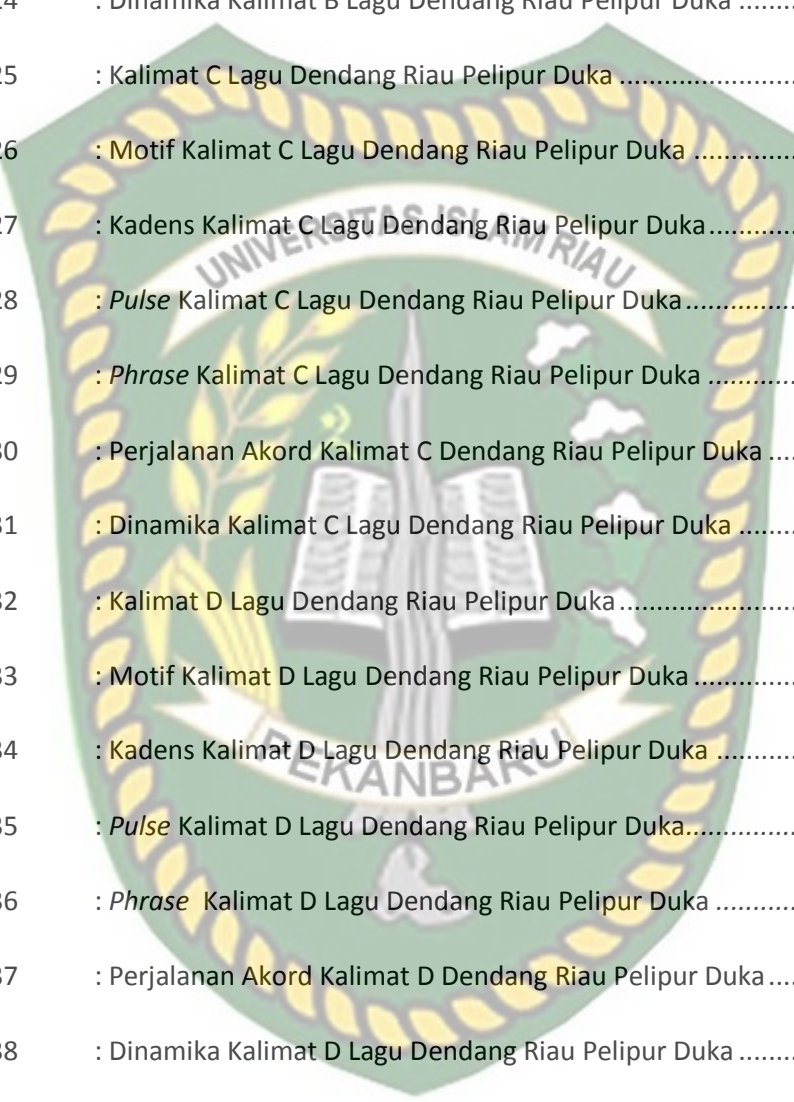 24 : Dinamika Kalimat B Lagu Dendang Riau Pelipur Duka ........
25 : Kalimat C Lagu Dendang Riau Pelipur Duka ........................
26 : Motif Kalimat C Lagu Dendang Riau Pelipur Duka ..............
UNIVERSITAS ISLAM RIAU
27 : Kadens Kalimat C Lagu Dendang Riau Pelipur Duka............
28 : Pulse Kalimat C Lagu Dendang Riau Pelipur Duka...............
29 : Phrase Kalimat C Lagu Dendang Riau Pelipur Duka ............
30 : Perjalanan Akord Kalimat C Dendang Riau Pelipur Duka ....
31 : Dinamika Kalimat C Lagu Dendang Riau Pelipur Duka ........
32 : Kalimat D Lagu Dendang Riau Pelipur Duka........................
33 : Motif Kalimat D Lagu Dendang Riau Pelipur Duka ..............
34 : Kadens Kalimat D Lagu Dendang Riau Pelipur Duka ...........
PEKANBARU
35 : Pulse Kalimat D Lagu Dendang Riau Pelipur Duka...............
36 : Phrase Kalimat D Lagu Dendang Riau Pelipur Duka ...........
37 : Perjalanan Akord Kalimat D Dendang Riau Pelipur Duka ....
38 : Dinamika Kalimat D Lagu Dendang Riau Pelipur Duka ........